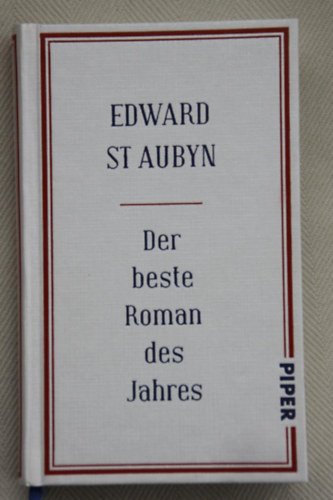 EDWARD
ST AUBYN
Der
beste
Roman
des
Jahres
PIPER